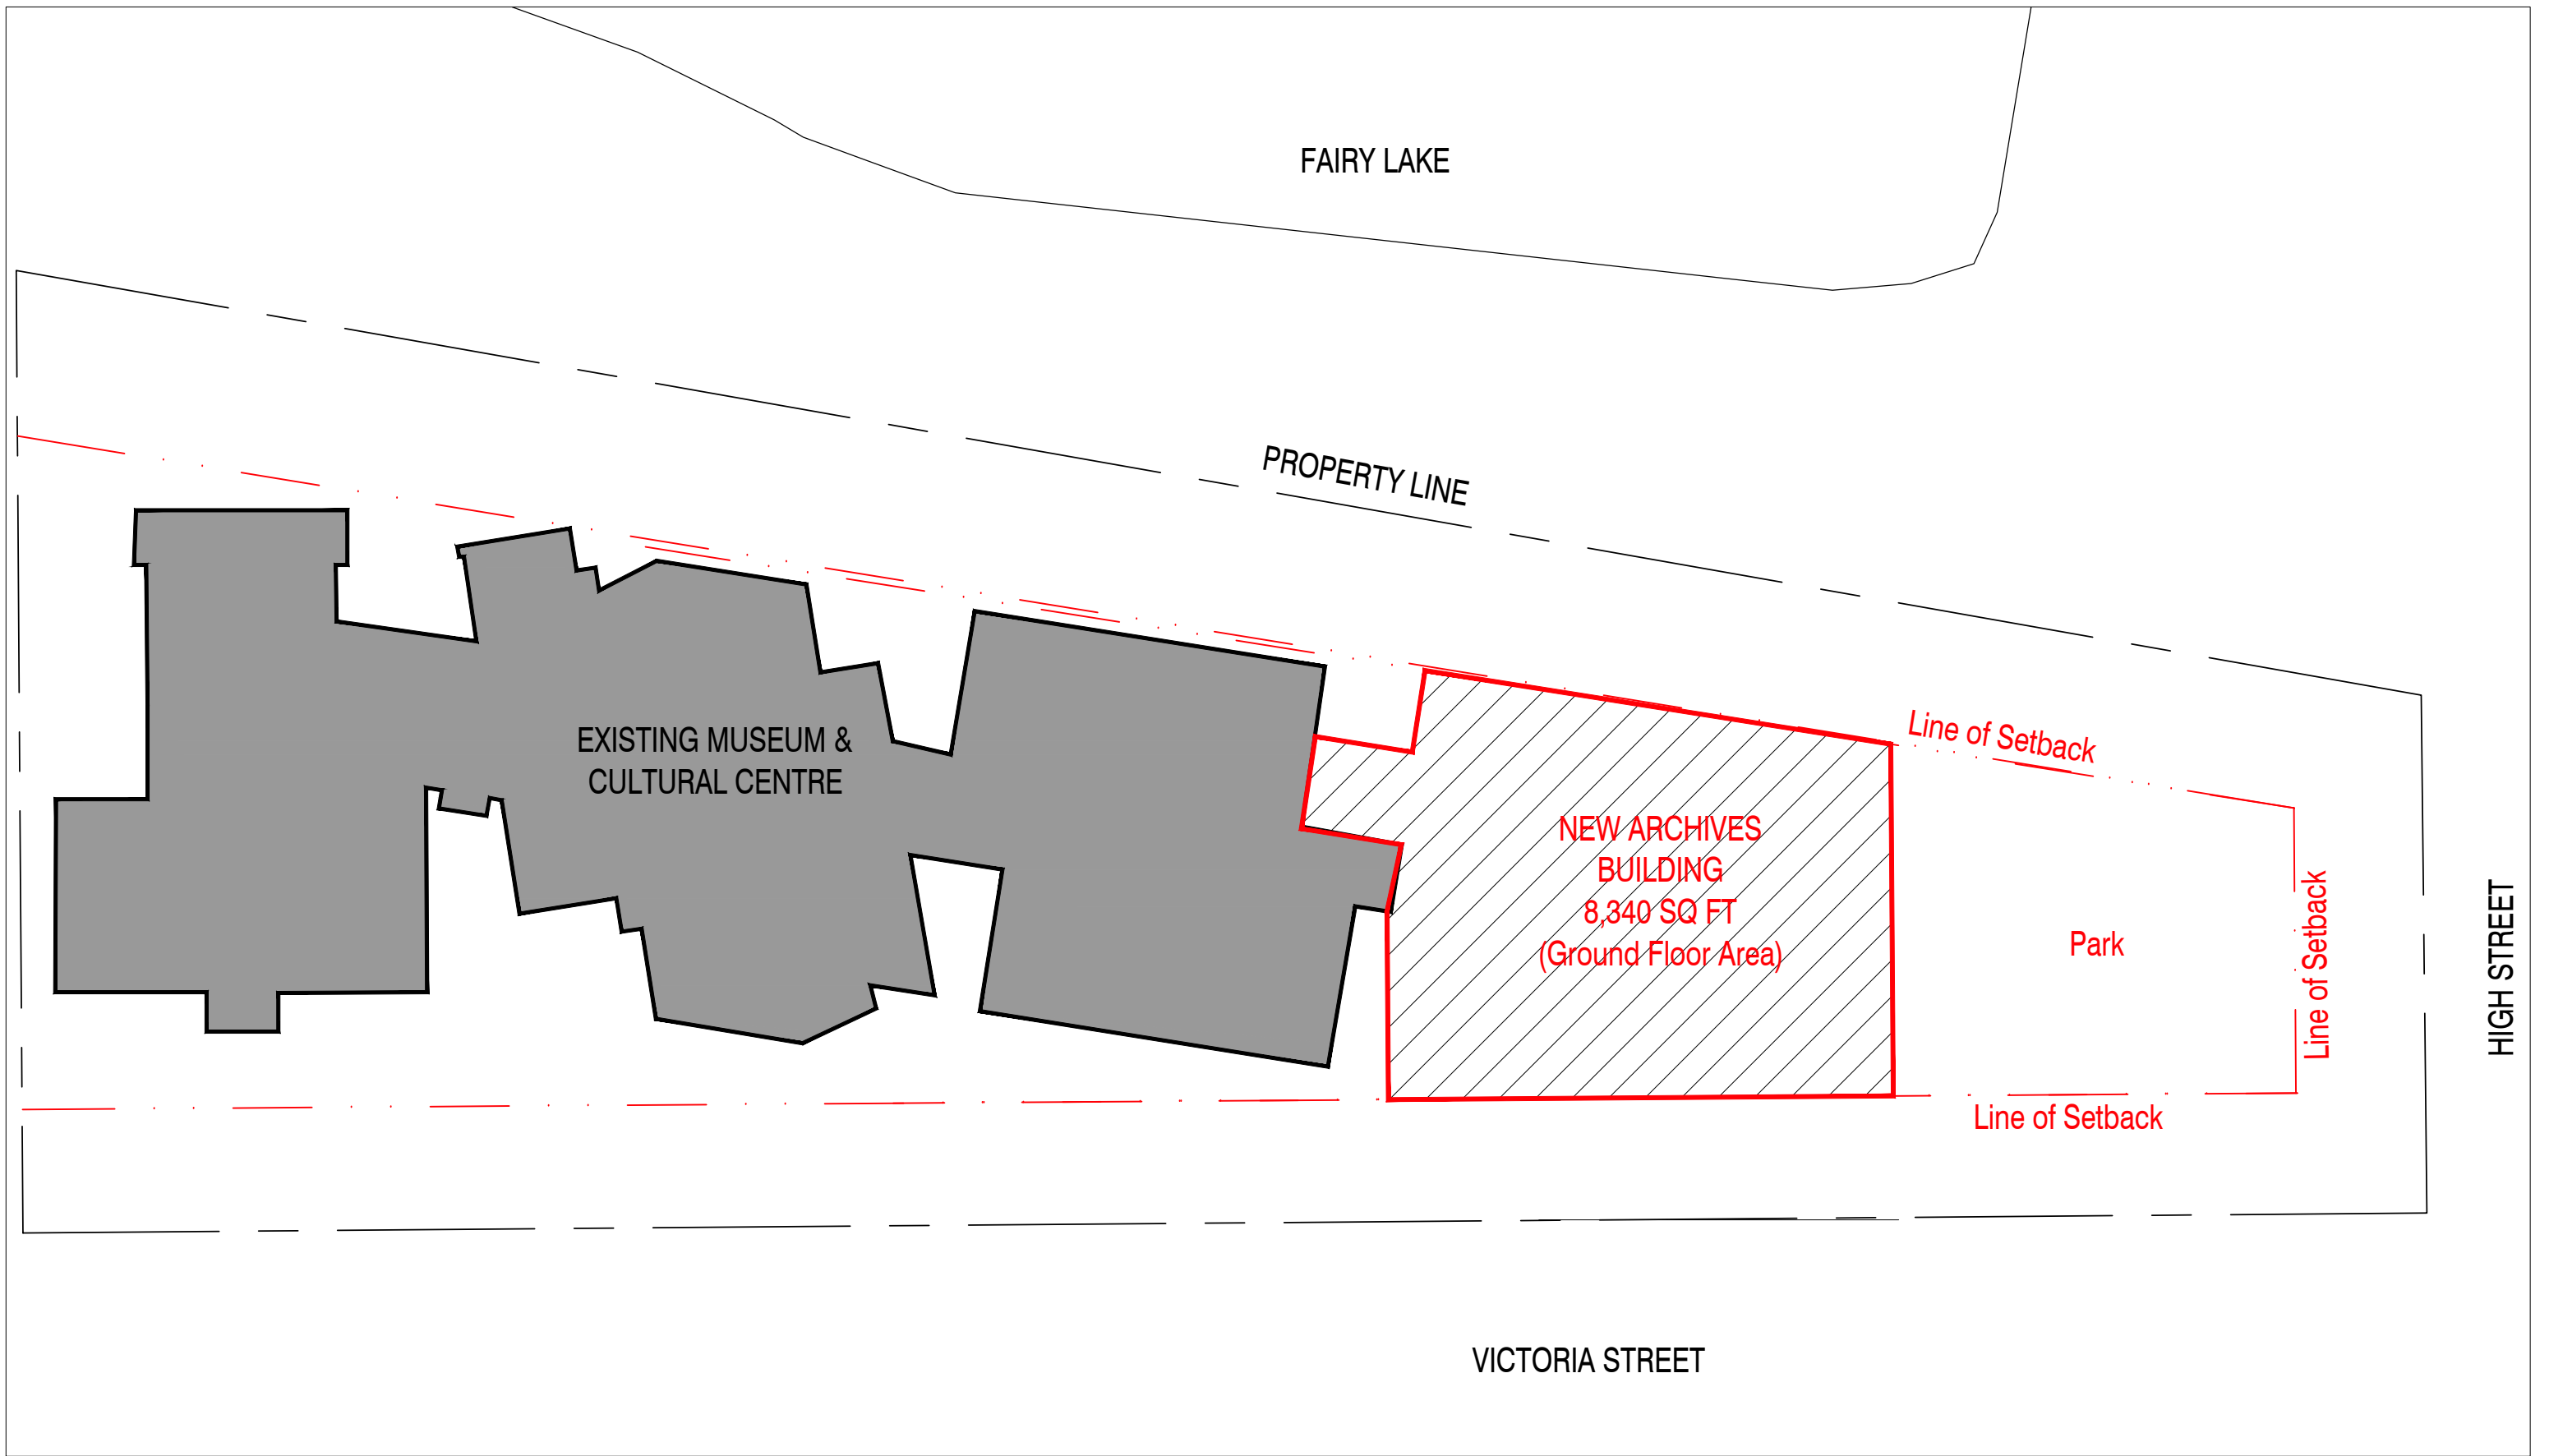 FAIRY LAKE
PROPERTY LINE
Line of Setback
EXISTING MUSEUM &
CULTURAL CENTRE
NEW ARCHIVES
BUILDING
8,340 SQ FT
(Ground Floor Area)
Park
Line of Setback
HIGH STREET
Line of Setback
VICTORIA STREET